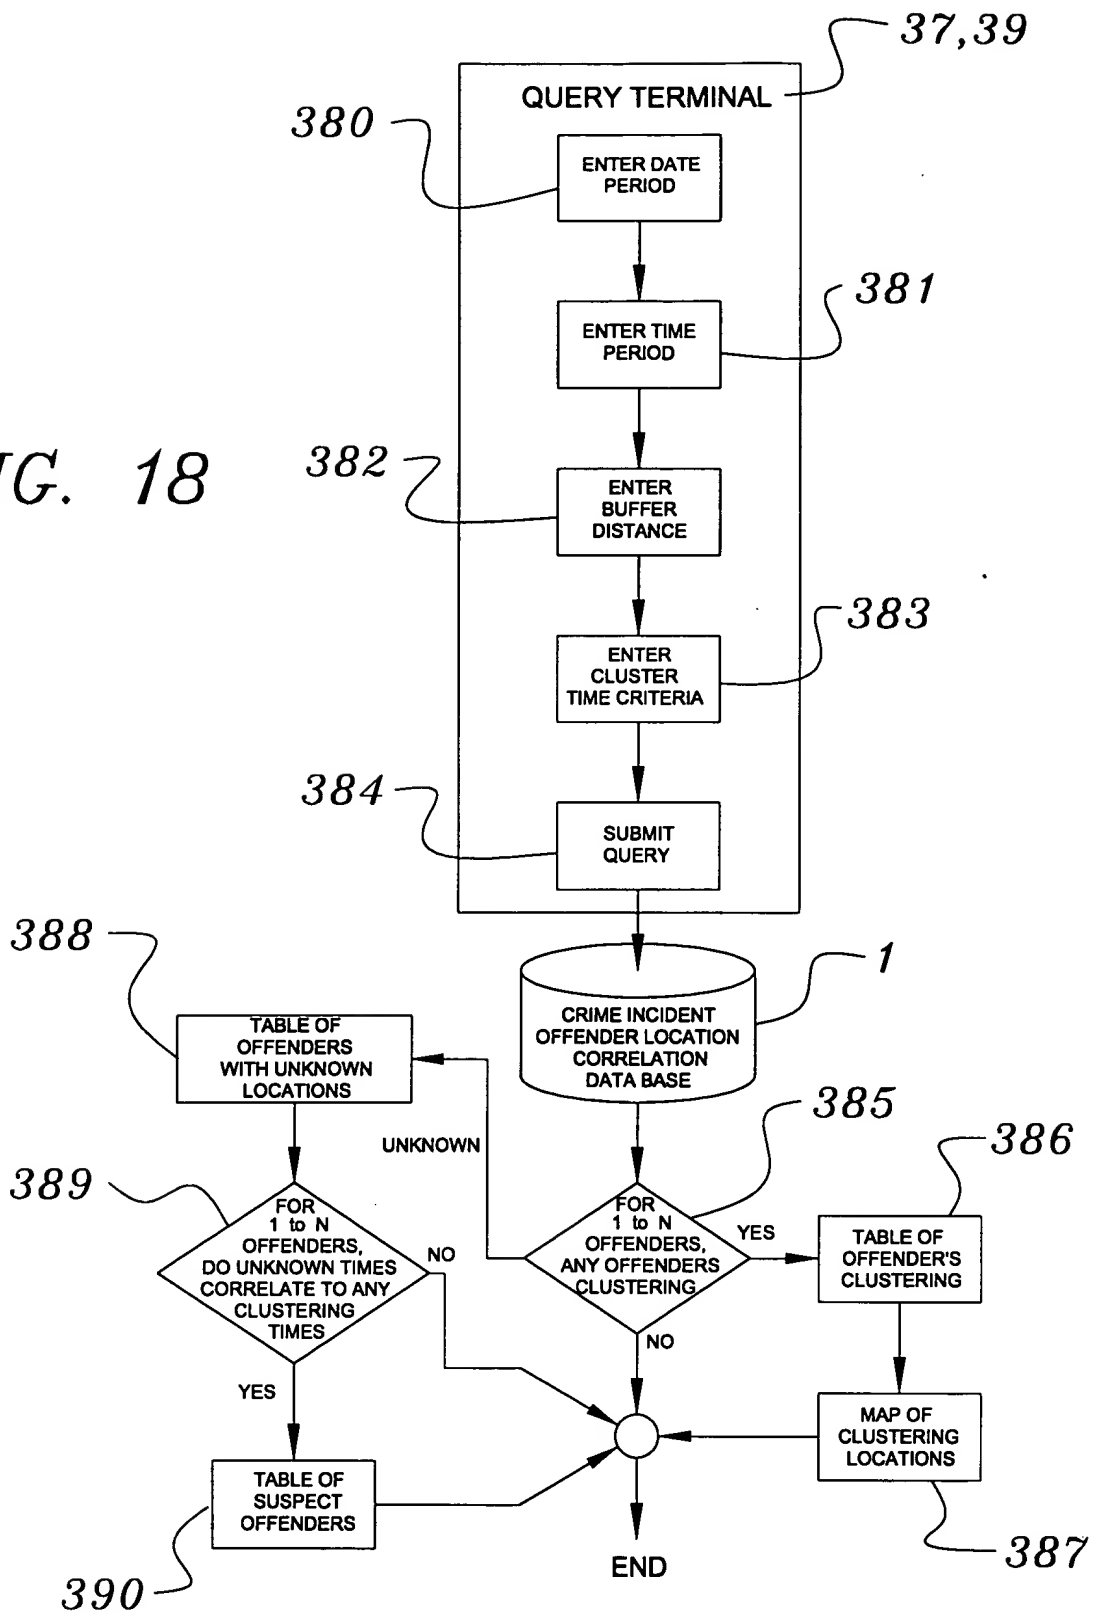 37,39
QUERY TERMINAL
380
ENTER DATE
PERIOD
381
ENTER TIME
PERIOD
IG. 18
382
ENTER
BUFFER
DISTANCE
383
ENTER
CLUSTER
TIME CRITERIA
384
SUBMIT
QUERY
388
1
TABLE OF
OFFENDERS
WITH UNKNOWN
LOCATIONS
CRIME INCIDENT
OFFENDER LOCATION
CORRELATION
DATA BASE
385
UNKNOWN
386
389
FOR
1 to N
OFFENDERS,
DO UNKNOWN TIMES
CORRELATE TO ANY
CLUSTERING
TIMES
NO
FOR
1 to N
OFFENDERS,
ANY OFFENDERS
CLUSTERING
YES
TABLE OF
OFFENDER'S
CLUSTERING
NO
YES
MAP OF
CLUSTERING
LOCATIONS
TABLE OF
SUSPECT
OFFENDERS
387
END
390